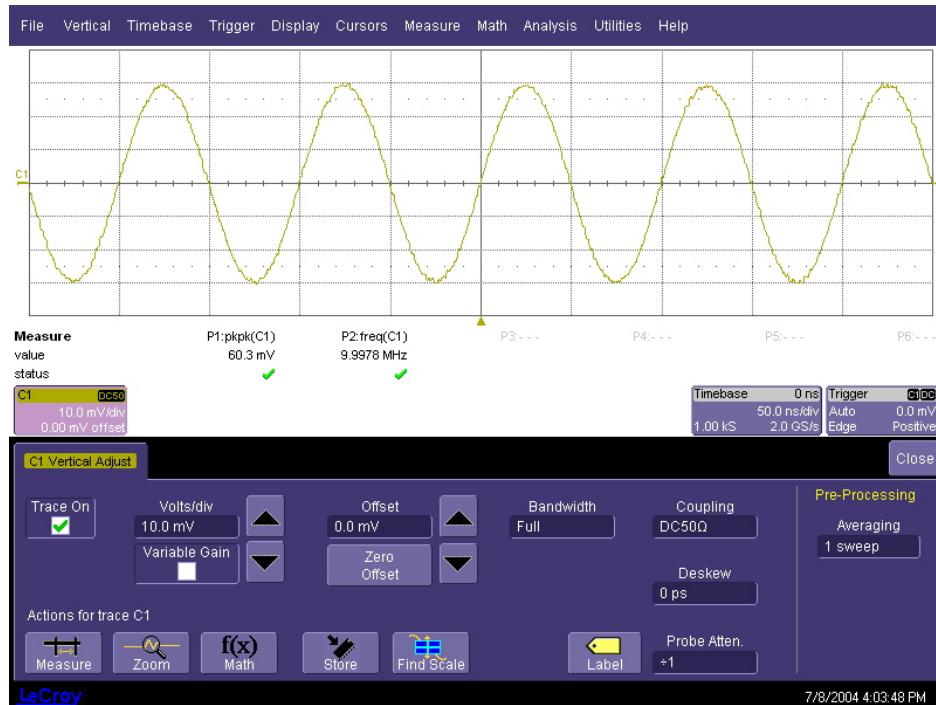 File Vertical Timebase Trigger Display Cursors Measure Math Analysis Utilities Help
C1
Measure P1:pkpk(C1) P2:freq(C1) P3:- - - P4:- - - P5:- - - P6:- - -
value 60.3 mV 9.9978 MHz
status
C1 DC50
10.0 mV/div
0.00 mV offset
Timebase 0 ns
50.0 ns/div
1.00 kS 2.0 GS/s
Trigger C1DC
Auto 0.0 mV
Edge Positive
C1 Vertical Adjust
Close
Trace On
Volts/div
10.0 mV
Variable Gain
Offset
0.0 mV
Zero
Offset
Bandwidth
Full
Coupling
DC50Ω
Deskew
0 ps
Pre-Processing
Averaging
1 sweep
Actions for trace C1
Measure
Zoom
f(x)
Math
Store
Find Scale
Label
Probe Atten.
÷1
LeCroy
7/8/2004 4:03:48 PM